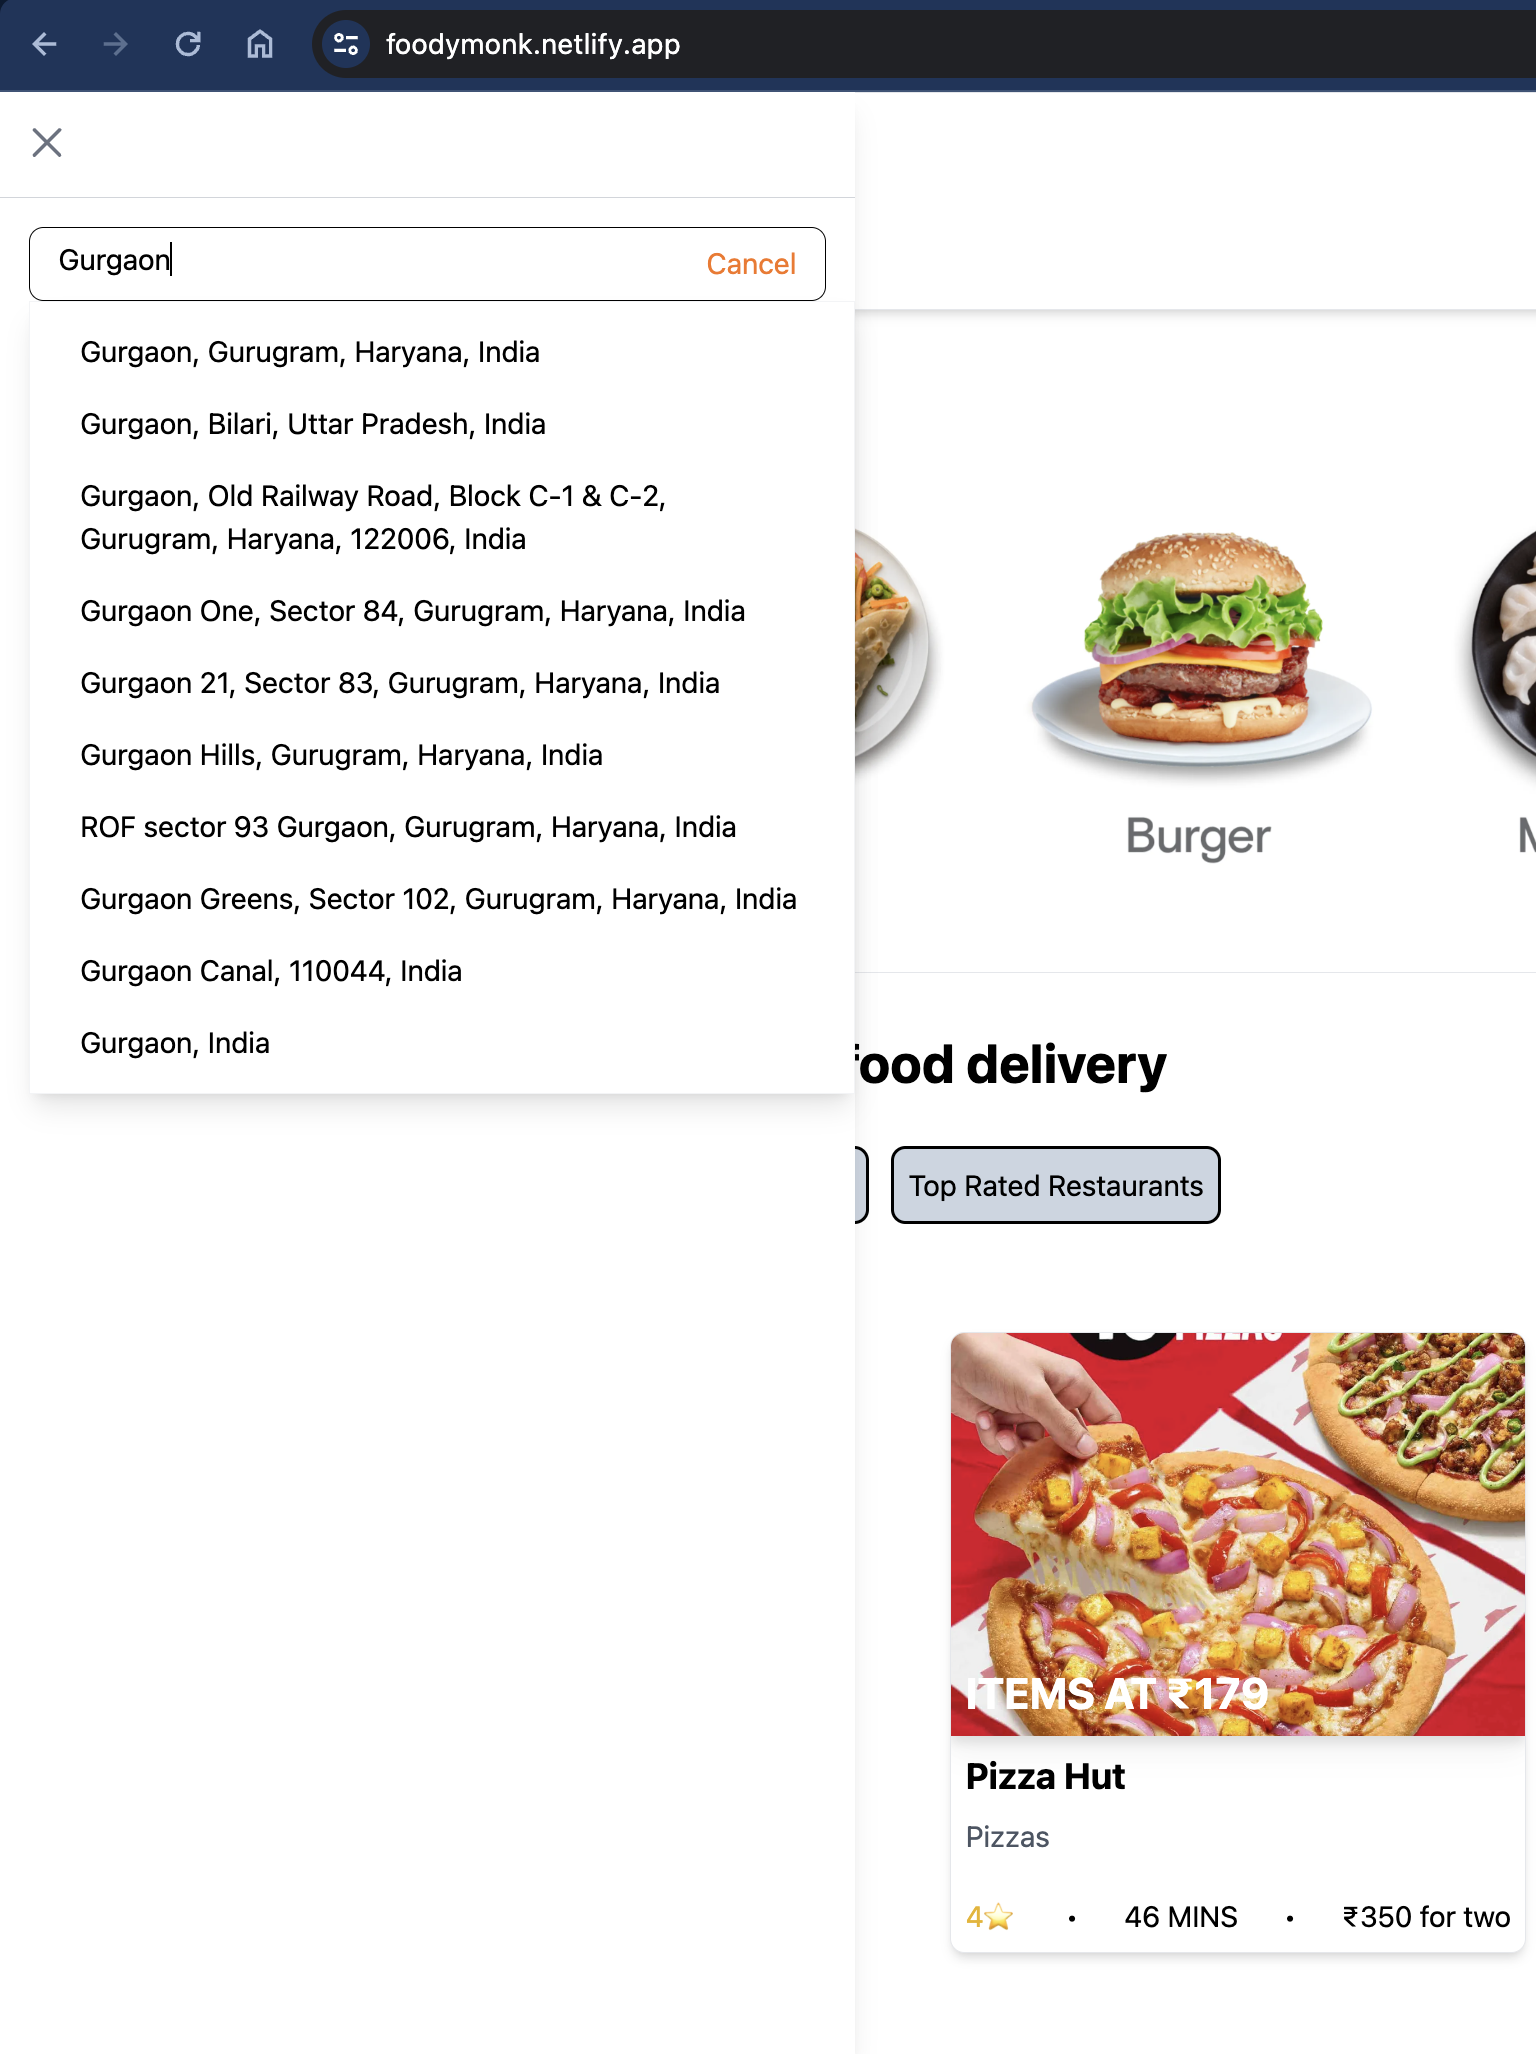 foodymonk.netlify.app
Gurgaon
Cancel
Gurgaon, Gurugram, Haryana, India
Gurgaon, Bilari, Uttar Pradesh, India
Gurgaon, Old Railway Road, Block C-1 & C-2,
Gurugram, Haryana, 122006, India
Gurgaon One, Sector 84, Gurugram, Haryana, India
Gurgaon 21, Sector 83, Gurugram, Haryana, India
Gurgaon Hills, Gurugram, Haryana, India
ROF sector 93 Gurgaon, Gurugram, Haryana, India
Gurgaon Greens, Sector 102, Gurugram, Haryana, India
Gurgaon Canal, 110044, India
Gurgaon, India
Burger
food delivery
Top Rated Restaurants
PIZZAS
ITEMS AT ₹179
Pizza Hut
Pizzas
4⭐ • 46 MINS • ₹350 for two